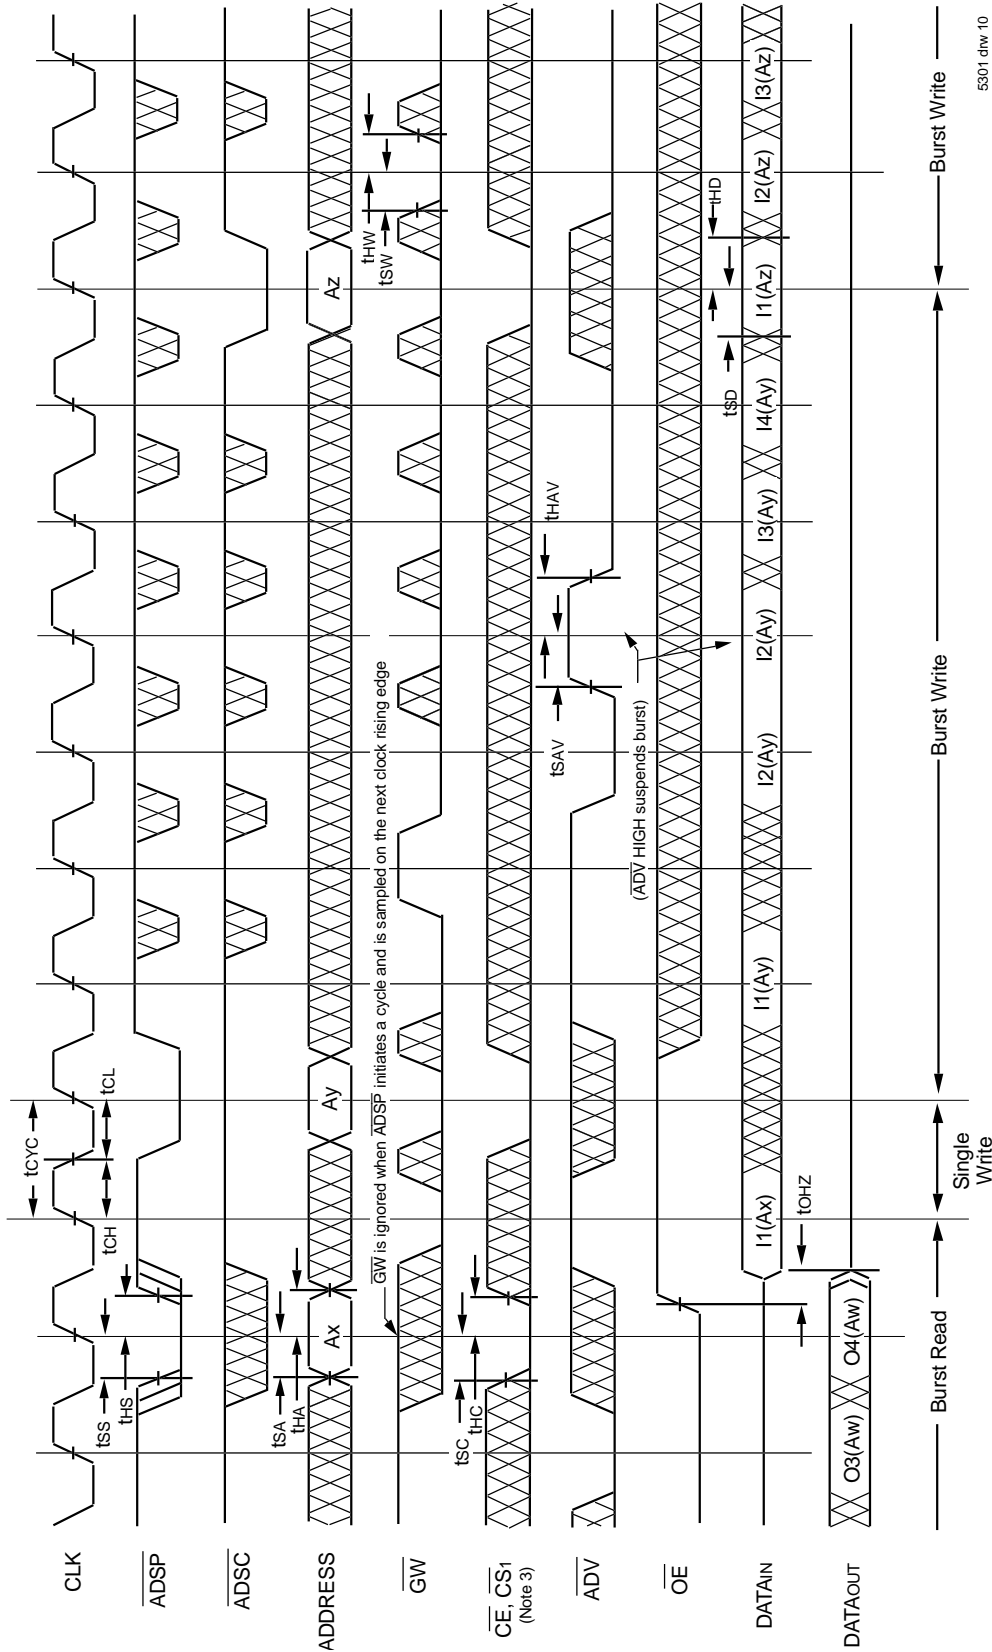 CLK
tCYC
tCH
tCL
tSS
tHS
ADSP
ADSC
ADDRESS
tSA
tHA
Ax
Ay
Az
GW
GW is ignored when ADSP initiates a cycle and is sampled on the next clock rising edge
tHW
tSW
CE, CS1
(Note 3)
tSC
tHC
ADV
tSAV
tHAV
(ADV HIGH suspends burst)
OE
tSD
tHD
DATAIN
I1(Ax)
I1(Ay)
I2(Ay)
I2(Ay)
I3(Ay)
I4(Ay)
I1(Az)
I2(Az)
I3(Az)
tOHZ
DATAOUT
O3(Aw)
O4(Aw)
Burst Read
Single
Write
Burst Write
Burst Write
5301 drw 10